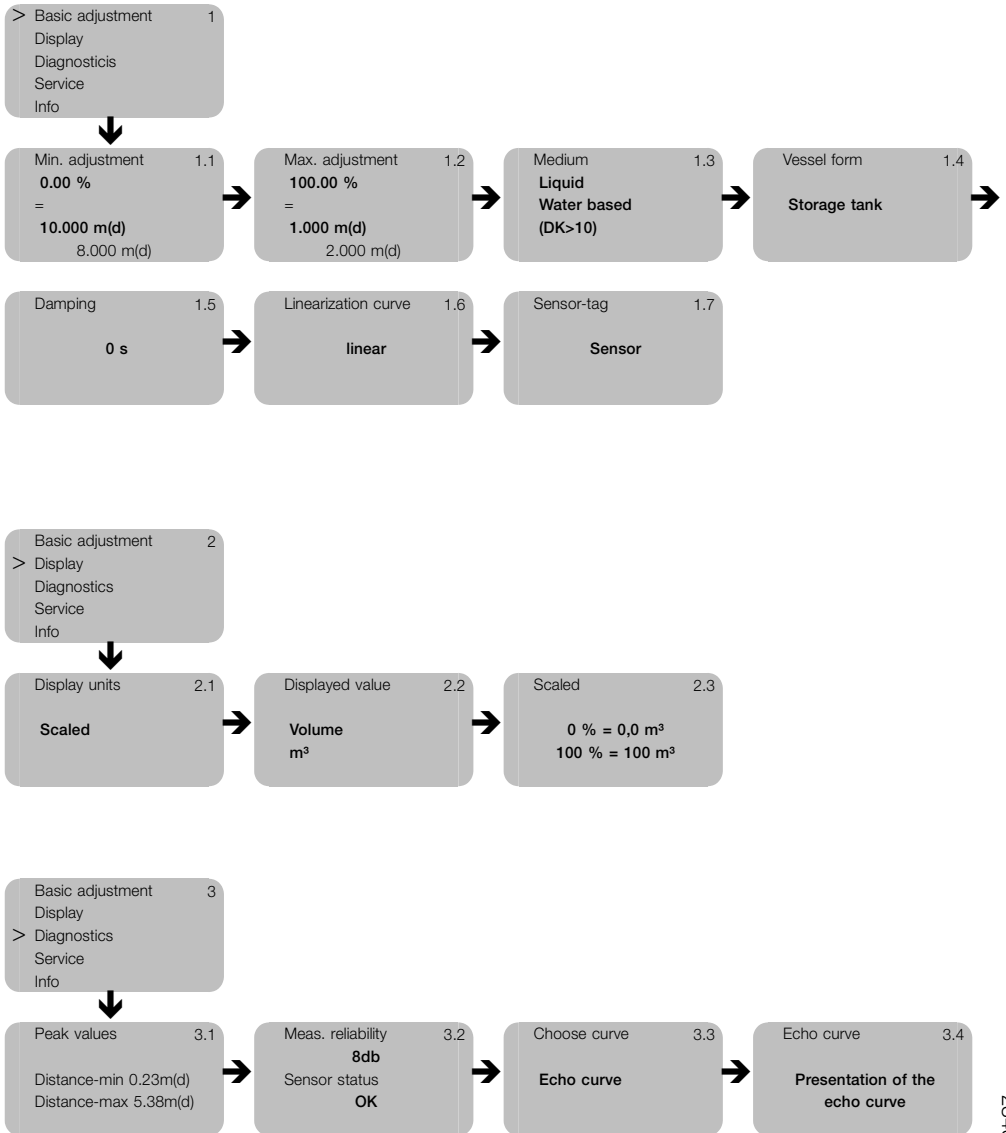 > Basic adjustment 1
Display
Diagnosticis
Service
Info
Min. adjustment 1.1
0.00 %
=
10.000 m(d)
8.000 m(d)
Max. adjustment 1.2
100.00 %
=
1.000 m(d)
2.000 m(d)
Medium 1.3
Liquid
Water based
(DK>10)
Vessel form 1.4
Storage tank
Damping 1.5
0 s
Linearization curve 1.6
linear
Sensor-tag 1.7
Sensor
Basic adjustment 2
> Display
Diagnostics
Service
Info
Display units 2.1
Scaled
Displayed value 2.2
Volume
m³
Scaled 2.3
0 % = 0,0 m³
100 % = 100 m³
Basic adjustment 3
Display
> Diagnostics
Service
Info
Peak values 3.1
Distance-min 0.23m(d)
Distance-max 5.38m(d)
Meas. reliability 3.2
8db
Sensor status
OK
Choose curve 3.3
Echo curve
Echo curve 3.4
Presentation of the
echo curve